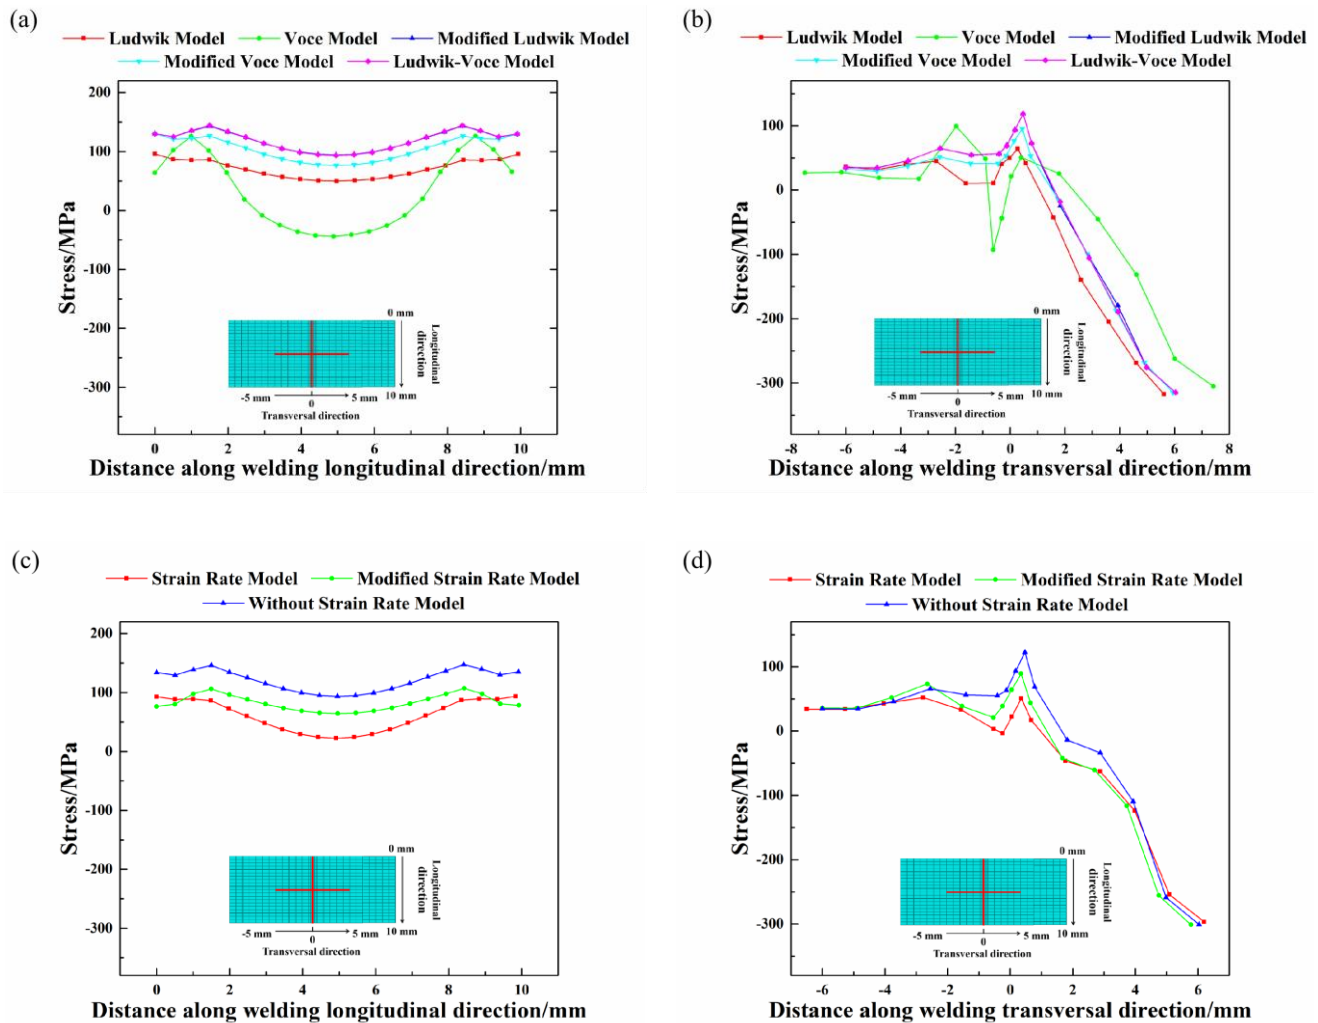 (a)
Ludwik Model Voce Model Modified Ludwik Model
Modified Voce Model Ludwik-Voce Model
200
100
0
-100
-200
-300
Stress/MPa
0 mm
Longitudinal
direction
-5 mm 0 5 mm 10 mm
Transversal direction
0 2 4 6 8 10
Distance along welding longitudinal direction/mm
(b)
Ludwik Model Voce Model Modified Ludwik Model
Modified Voce Model Ludwik-Voce Model
100
0
-100
-200
-300
Stress/MPa
0 mm
Longitudinal
direction
-5 mm 0 5 mm 10 mm
Transversal direction
-8 -6 -4 -2 0 2 4 6 8
Distance along welding transversal direction/mm
(c)
Strain Rate Model Modified Strain Rate Model
Without Strain Rate Model
200
100
0
-100
-200
-300
Stress/MPa
0 mm
Longitudinal
direction
-5 mm 0 5 mm 10 mm
Transversal direction
0 2 4 6 8 10
Distance along welding longitudinal direction/mm
(d)
Strain Rate Model Modified Strain Rate Model
Without Strain Rate Model
100
0
-100
-200
-300
Stress/MPa
0 mm
Longitudinal
direction
-5 mm 0 5 mm 10 mm
Transversal direction
-6 -4 -2 0 2 4 6
Distance along welding transversal direction/mm